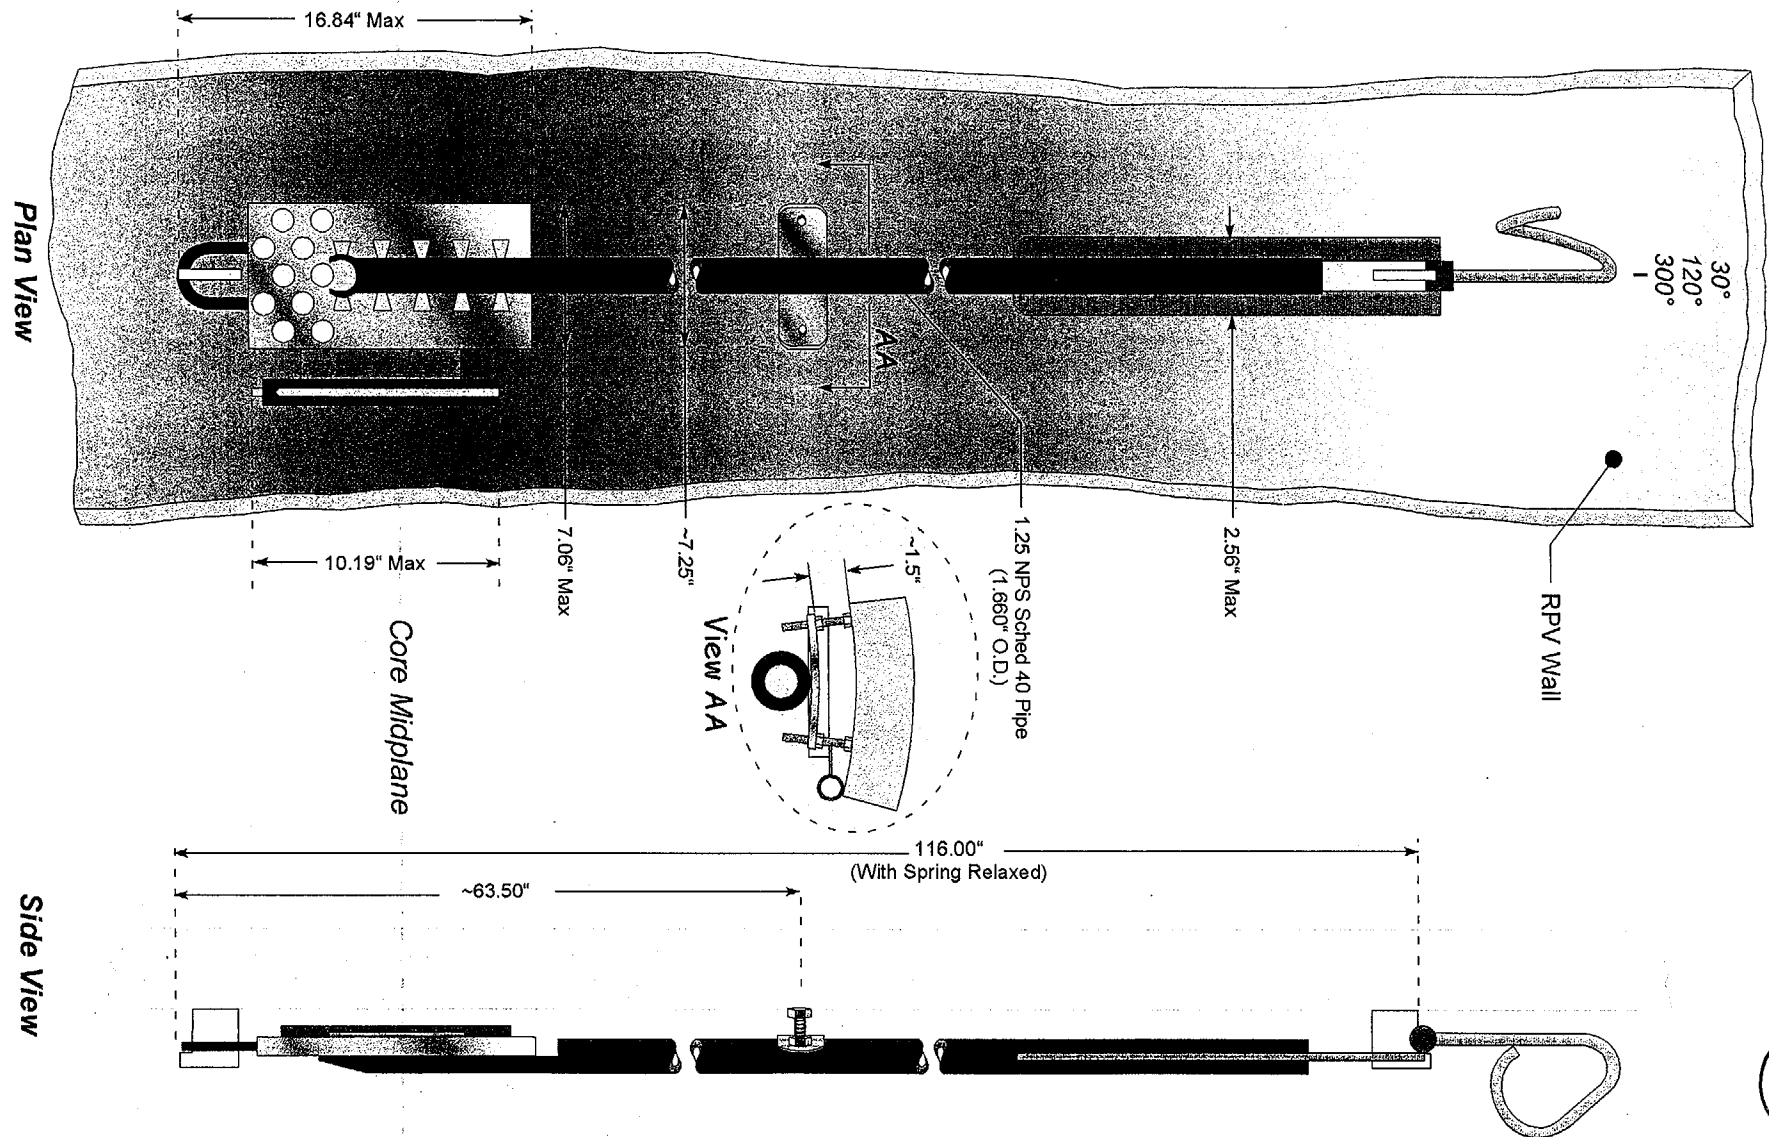 16.84" Max
Plan View
30°
120°
300°
AA
10.19" Max
7.06" Max
~7.25"
~1.5"
1.25 NPS Sched 40 Pipe
(1.660" O.D.)
2.56" Max
RPV Wall
View AA
Core Midplane
116.00"
(With Spring Relaxed)
~63.50"
Side View